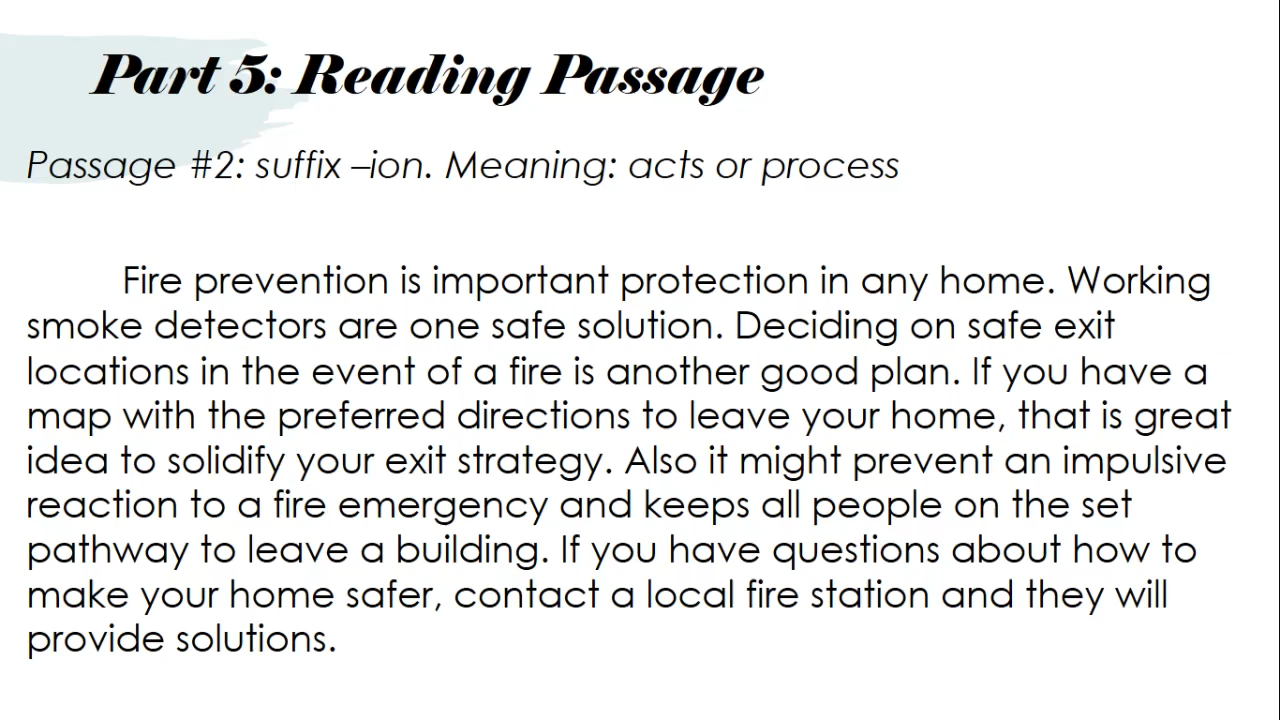 Part 5: Reading Passage
Passage #2: suffix –ion. Meaning: acts or process
Fire prevention is important protection in any home. Working
smoke detectors are one safe solution. Deciding on safe exit
locations in the event of a fire is another good plan. If you have a
map with the preferred directions to leave your home, that is great
idea to solidify your exit strategy. Also it might prevent an impulsive
reaction to a fire emergency and keeps all people on the set
pathway to leave a building. If you have questions about how to
make your home safer, contact a local fire station and they will
provide solutions.